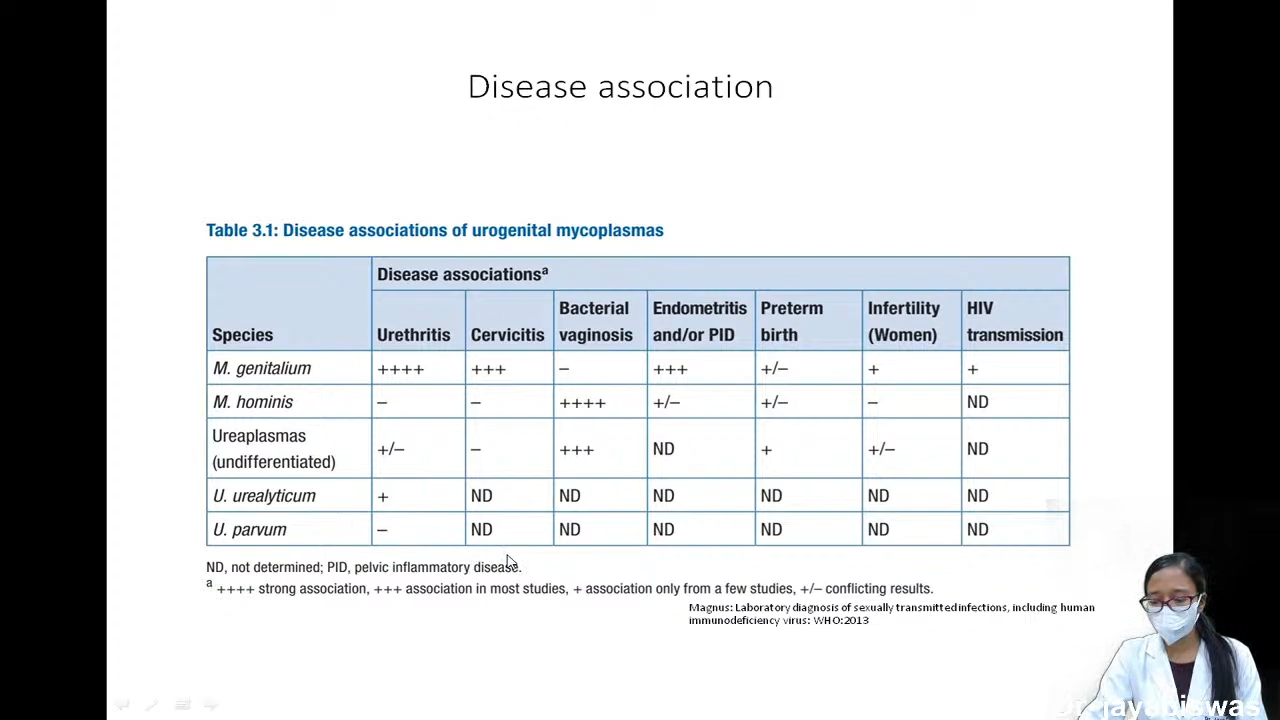 Disease association
Table 3.1: Disease associations of urogenital mycoplasmas
Disease associationsᵃ
Species Urethritis Cervicitis Bacterial vaginosis Endometritis and/or PID Preterm birth Infertility (Women) HIV transmission
M. genitalium ++++ +++ – +++ +/– + +
M. hominis – – ++++ +/– +/– – ND
Ureaplasmas (undifferentiated) +/– – +++ ND + +/– ND
U. urealyticum + ND ND ND ND ND ND
U. parvum – ND ND ND ND ND ND
ND, not determined; PID, pelvic inflammatory disease.
ᵃ ++++ strong association, +++ association in most studies, + association only from a few studies, +/– conflicting results.
Magnus: Laboratory diagnosis of sexually transmitted infections, including human
immunodeficiency virus: WHO:2013